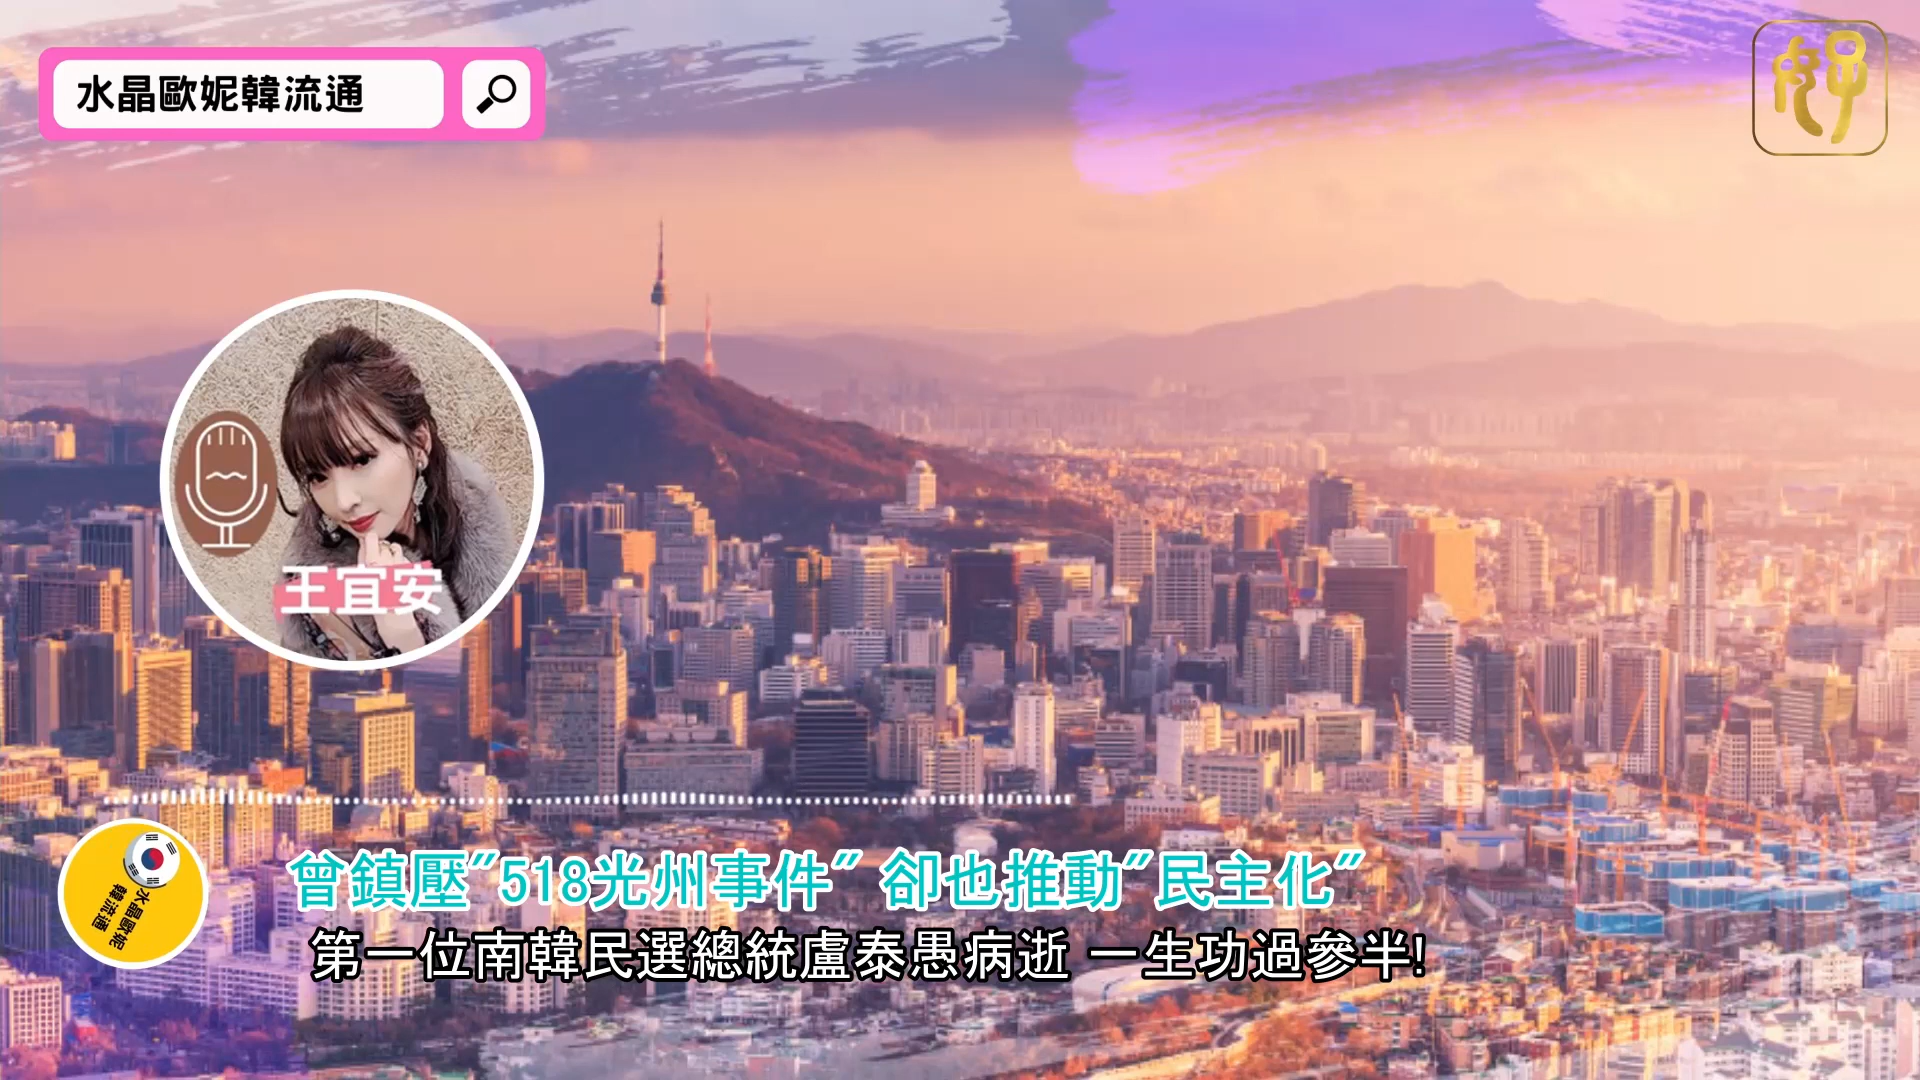 水晶歐妮韓流通
王宜安
水晶歐妮
韓流通
曾鎮壓"518光州事件" 卻也推動"民主化"
第一位南韓民選總統盧泰愚病逝 一生功過參半!